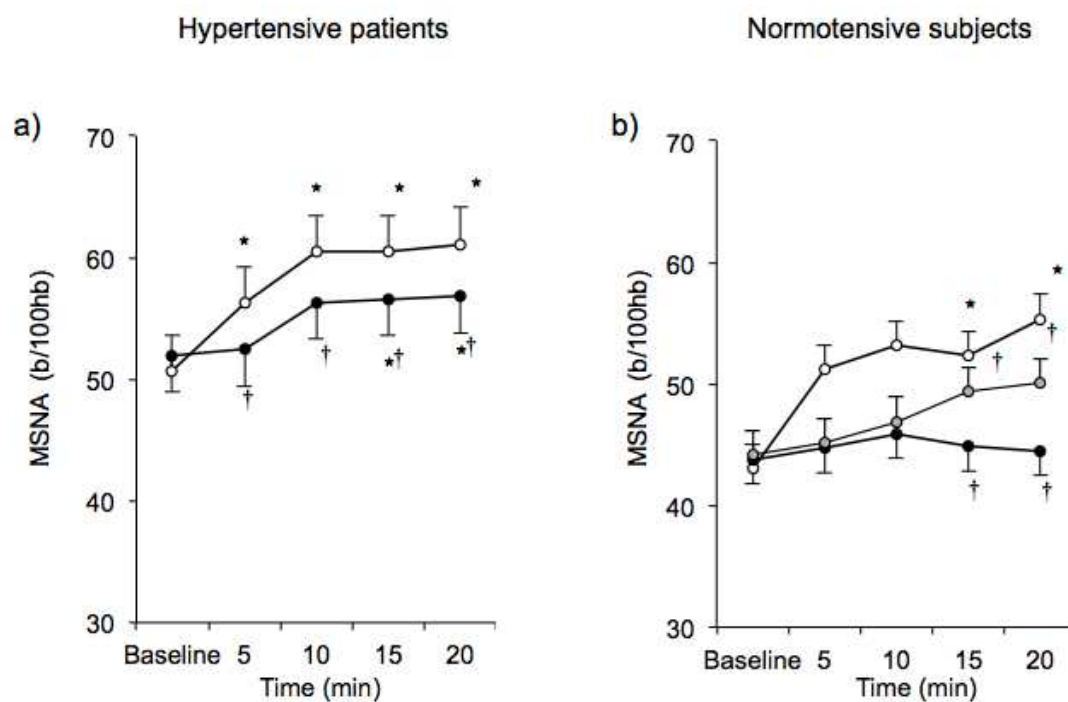 Hypertensive patients
Normotensive subjects
a)
MSNA (b/100hb)
70
60
50
40
30
* * * *
† † *† *†
Baseline 5 10 15 20
Time (min)
b)
MSNA (b/100hb)
70
60
50
40
30
* *
† †
† †
Baseline 5 10 15 20
Time (min)